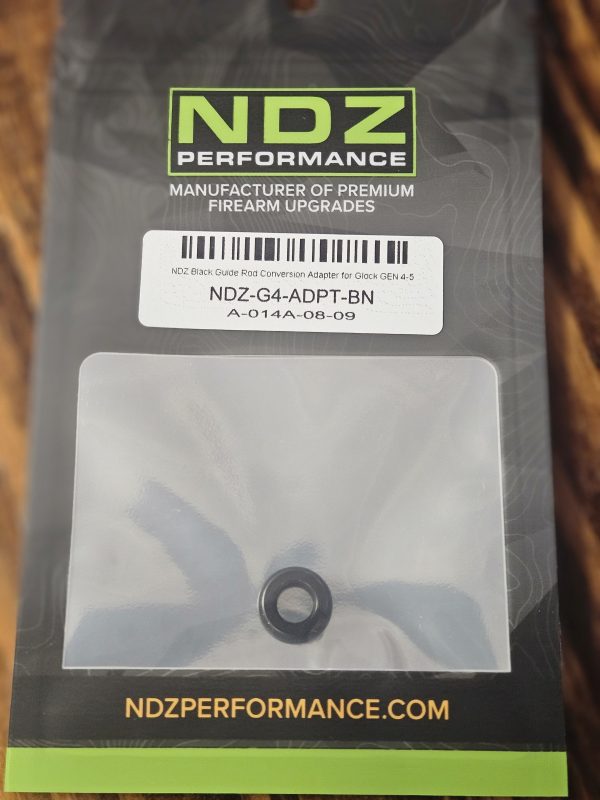 NDZ
PERFORMANCE
MANUFACTURER OF PREMIUM
FIREARM UPGRADES
NDZ Black Guide Rod Conversion Adapter for Glock GEN 4-5
NDZ-G4-ADPT-BN
A-014A-08-09
NDZPERFORMANCE.COM